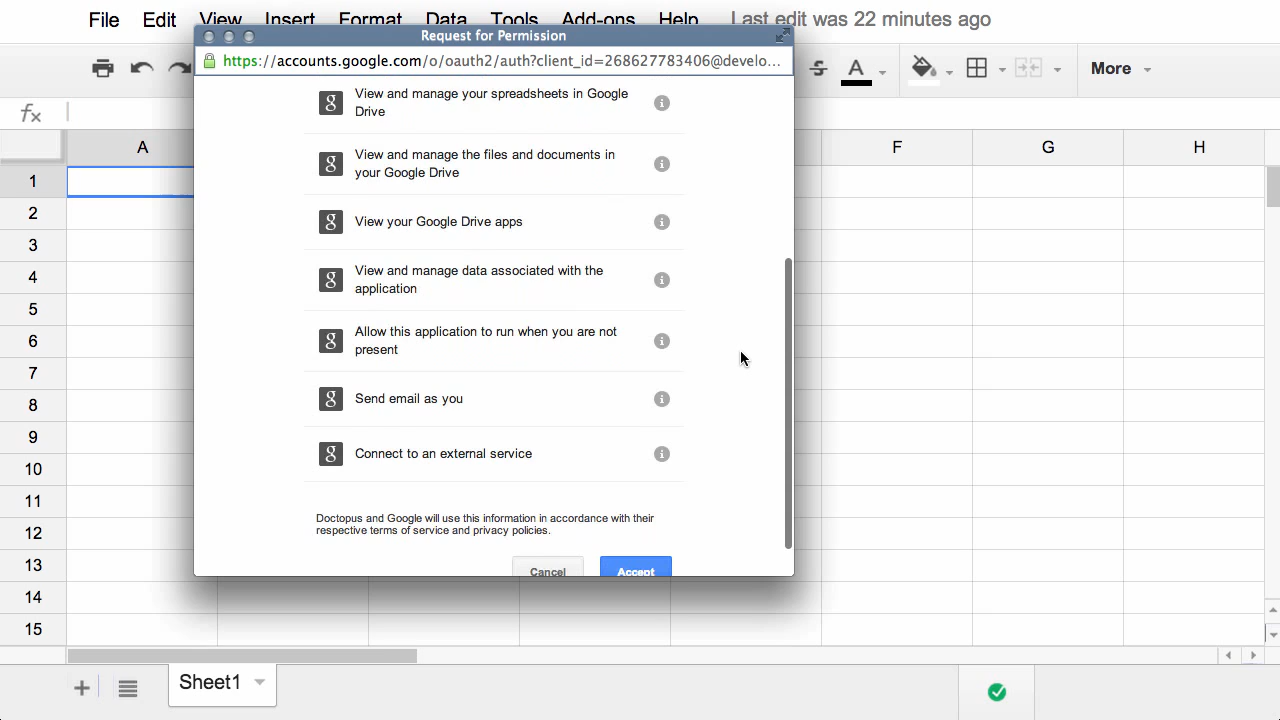 File Edit View Insert Format Data Tools Add-ons Help Last edit was 22 minutes ago
Request for Permission
https://accounts.google.com/o/oauth2/auth?client_id=268627783406@develo...
S A More
fx
A F G H
View and manage your spreadsheets in Google
Drive
View and manage the files and documents in
your Google Drive
View your Google Drive apps
View and manage data associated with the
application
Allow this application to run when you are not
present
Send email as you
Connect to an external service
Doctopus and Google will use this information in accordance with their
respective terms of service and privacy policies.
Cancel Accept
1
2
3
4
5
6
7
8
9
10
11
12
13
14
15
Sheet1